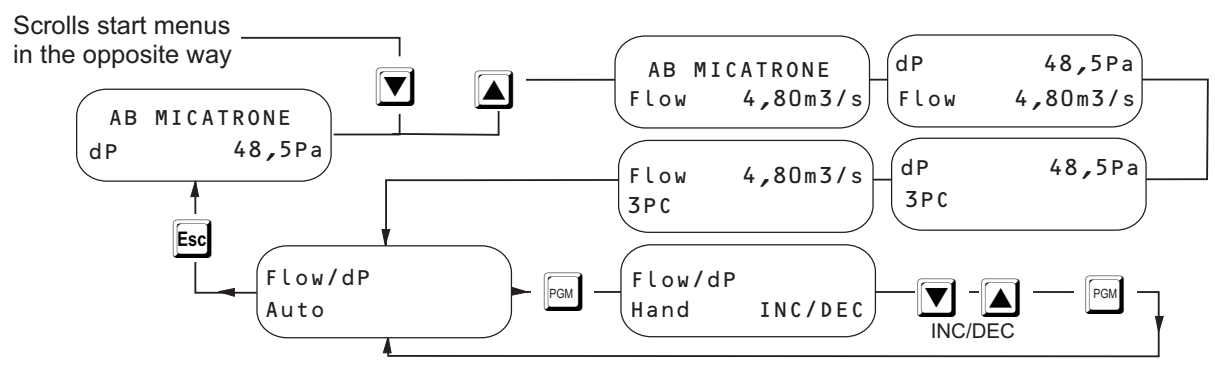 Scrolls start menus
in the opposite way
AB MICATRONE
dP 48,5Pa
AB MICATRONE
Flow 4,80m3/s
dP 48,5Pa
Flow 4,80m3/s
Flow 4,80m3/s
3PC
dP 48,5Pa
3PC
Esc
Flow/dP
Auto
PGM
Flow/dP
Hand INC/DEC
INC/DEC
PGM